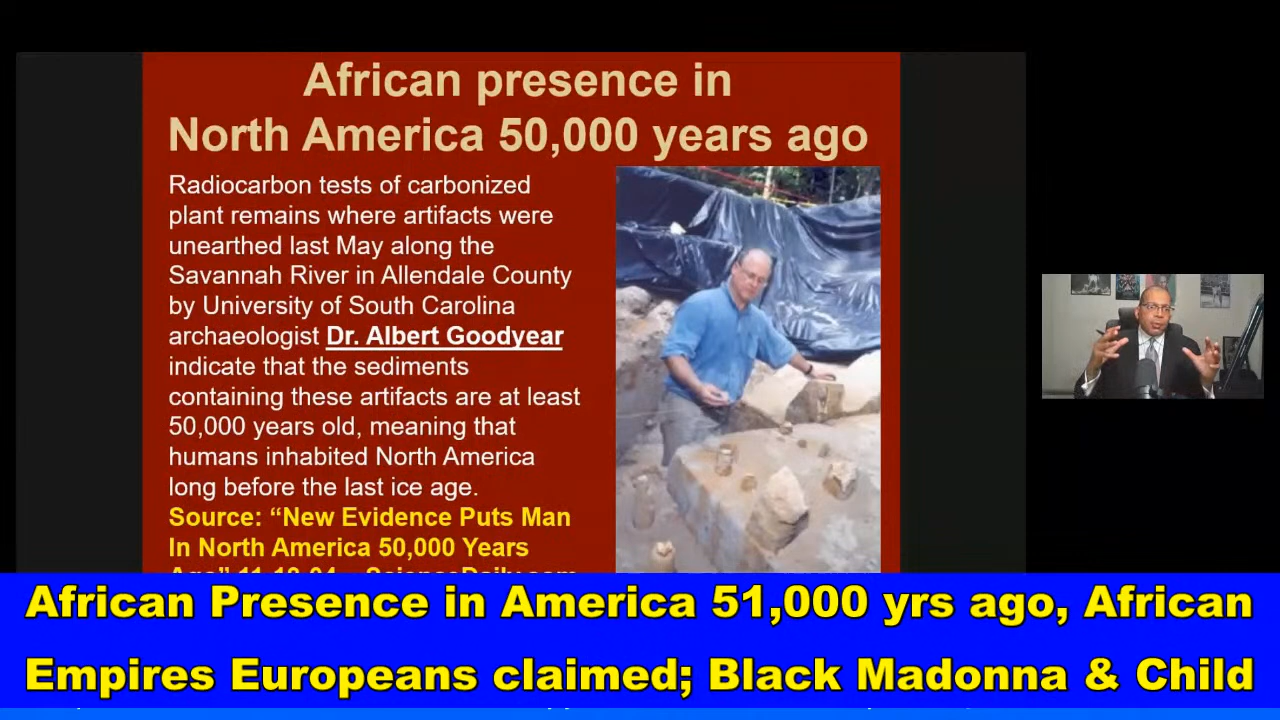 African presence in
North America 50,000 years ago
Radiocarbon tests of carbonized
plant remains where artifacts were
unearthed last May along the
Savannah River in Allendale County
by University of South Carolina
archaeologist Dr. Albert Goodyear
indicate that the sediments
containing these artifacts are at least
50,000 years old, meaning that
humans inhabited North America
long before the last ice age.
Source: “New Evidence Puts Man
In North America 50,000 Years
African Presence in America 51,000 yrs ago, African
Empires Europeans claimed; Black Madonna & Child